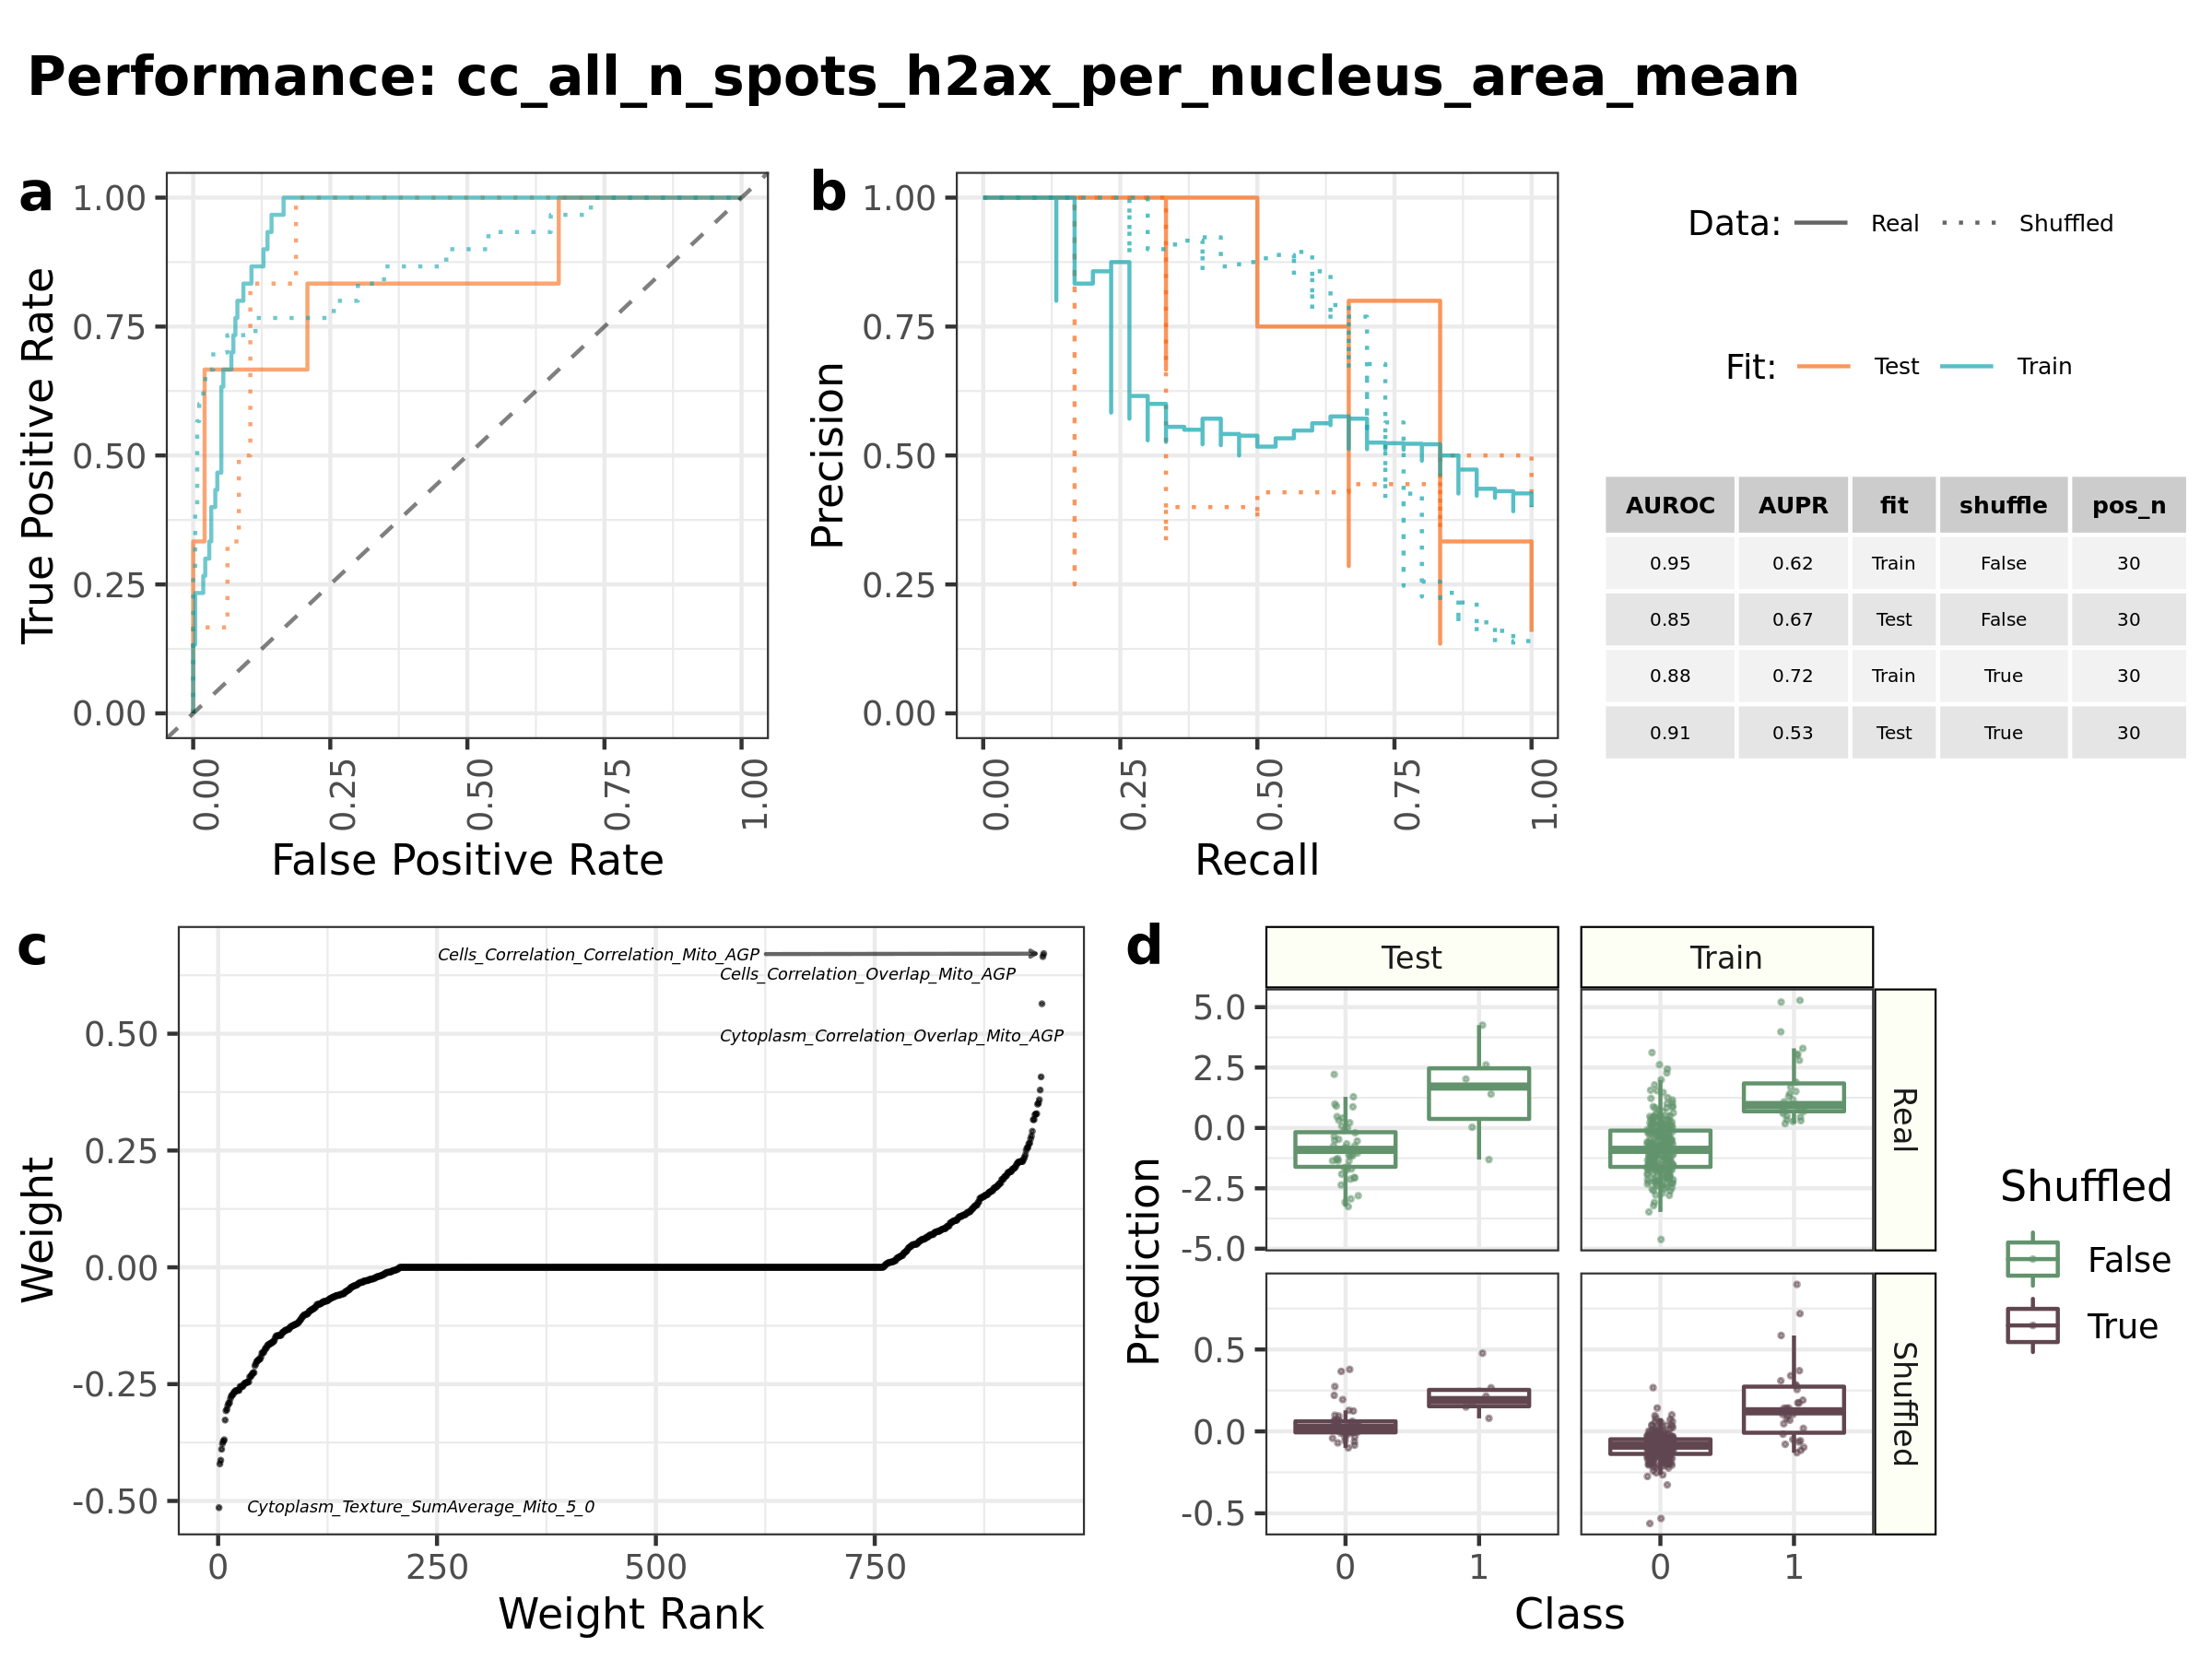 Performance: cc_all_n_spots_h2ax_per_nucleus_area_mean
a
1.00
0.75
0.50
0.25
0.00
True Positive Rate
0.00
0.25
0.50
0.75
1.00
False Positive Rate
b
1.00
0.75
0.50
0.25
0.00
Precision
0.00
0.25
0.50
0.75
1.00
Recall
Data: Real Shuffled
Fit: Test Train
AUROC AUPR fit shuffle pos_n
0.95 0.62 Train False 30
0.85 0.67 Test False 30
0.88 0.72 Train True 30
0.91 0.53 Test True 30
c
Cells_Correlation_Correlation_Mito_AGP
Cells_Correlation_Overlap_Mito_AGP
Cytoplasm_Correlation_Overlap_Mito_AGP
Cytoplasm_Texture_SumAverage_Mito_5_0
0.50
0.25
0.00
-0.25
-0.50
Weight
0
250
500
750
Weight Rank
d
Test
Train
5.0
2.5
0.0
-2.5
-5.0
Real
0.5
0.0
-0.5
Shuffled
Prediction
0
1
0
1
Class
Shuffled
False
True